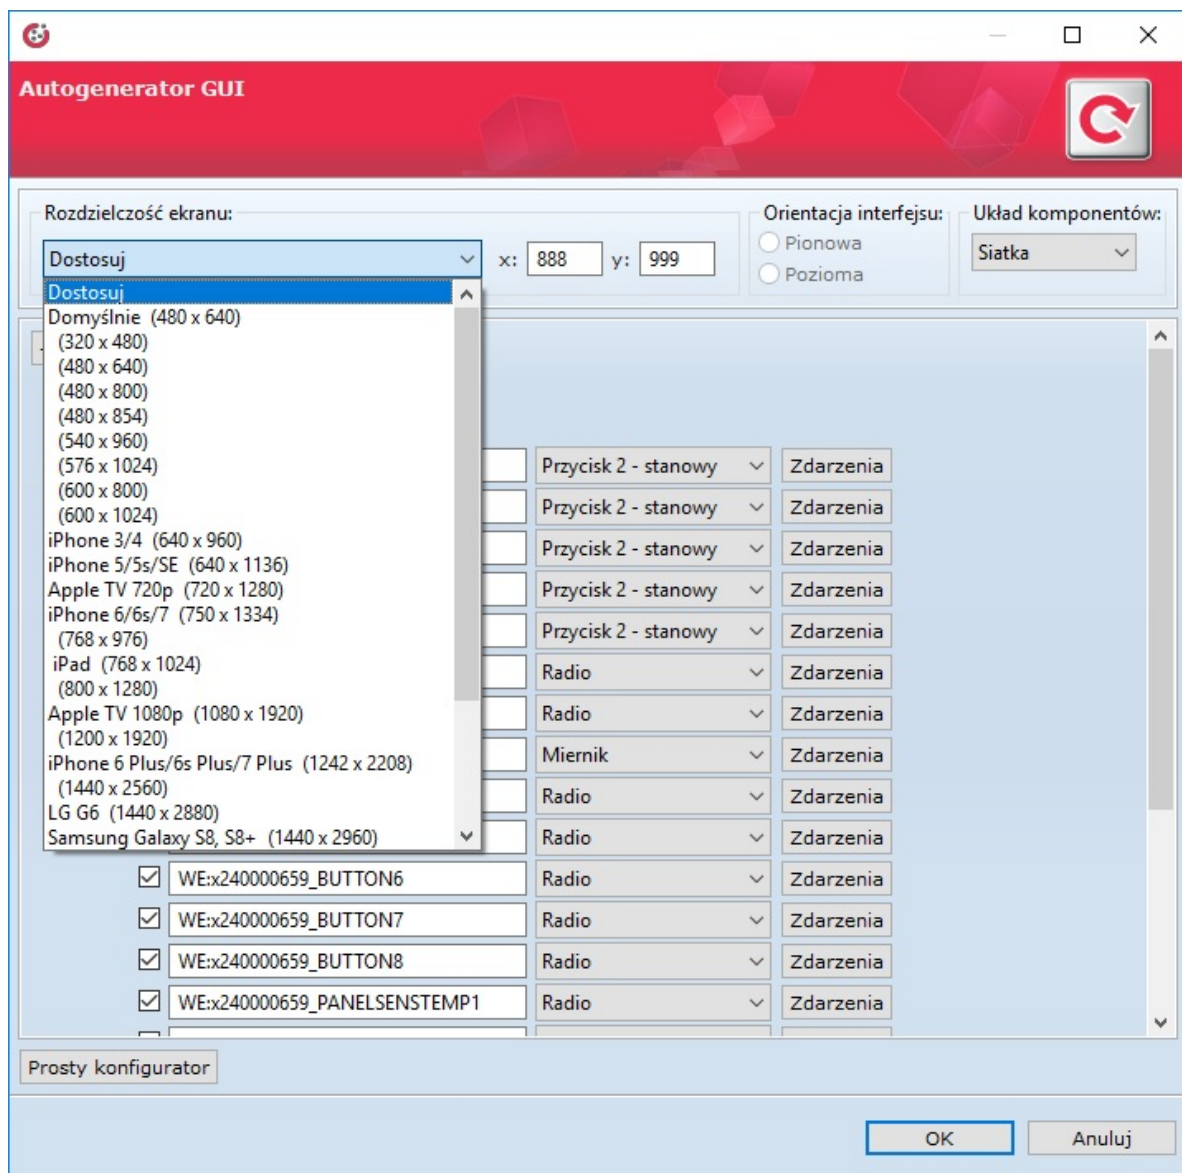 Autogenerator GUI
Rozdzielczość ekranu:
Orientacja interfejsu:
Układ komponentów:
Dostosuj
x: 888 y: 999
Pionowa
Pozioma
Siatka
Dostosuj
Domyślnie (480 x 640)
(320 x 480)
(480 x 640)
(480 x 800)
(480 x 854)
(540 x 960)
(576 x 1024)
(600 x 800)
(600 x 1024)
iPhone 3/4 (640 x 960)
iPhone 5/5s/SE (640 x 1136)
Apple TV 720p (720 x 1280)
iPhone 6/6s/7 (750 x 1334)
(768 x 976)
iPad (768 x 1024)
(800 x 1280)
Apple TV 1080p (1080 x 1920)
(1200 x 1920)
iPhone 6 Plus/6s Plus/7 Plus (1242 x 2208)
(1440 x 2560)
LG G6 (1440 x 2880)
Samsung Galaxy S8, S8+ (1440 x 2960)
Przycisk 2 - stanowy Zdarzenia
Przycisk 2 - stanowy Zdarzenia
Przycisk 2 - stanowy Zdarzenia
Przycisk 2 - stanowy Zdarzenia
Przycisk 2 - stanowy Zdarzenia
Radio Zdarzenia
Radio Zdarzenia
Miernik Zdarzenia
Radio Zdarzenia
Radio Zdarzenia
WE:x240000659_BUTTON6 Radio Zdarzenia
WE:x240000659_BUTTON7 Radio Zdarzenia
WE:x240000659_BUTTON8 Radio Zdarzenia
WE:x240000659_PANELSENSTEMP1 Radio Zdarzenia
Prosty konfigurator
OK Anuluj